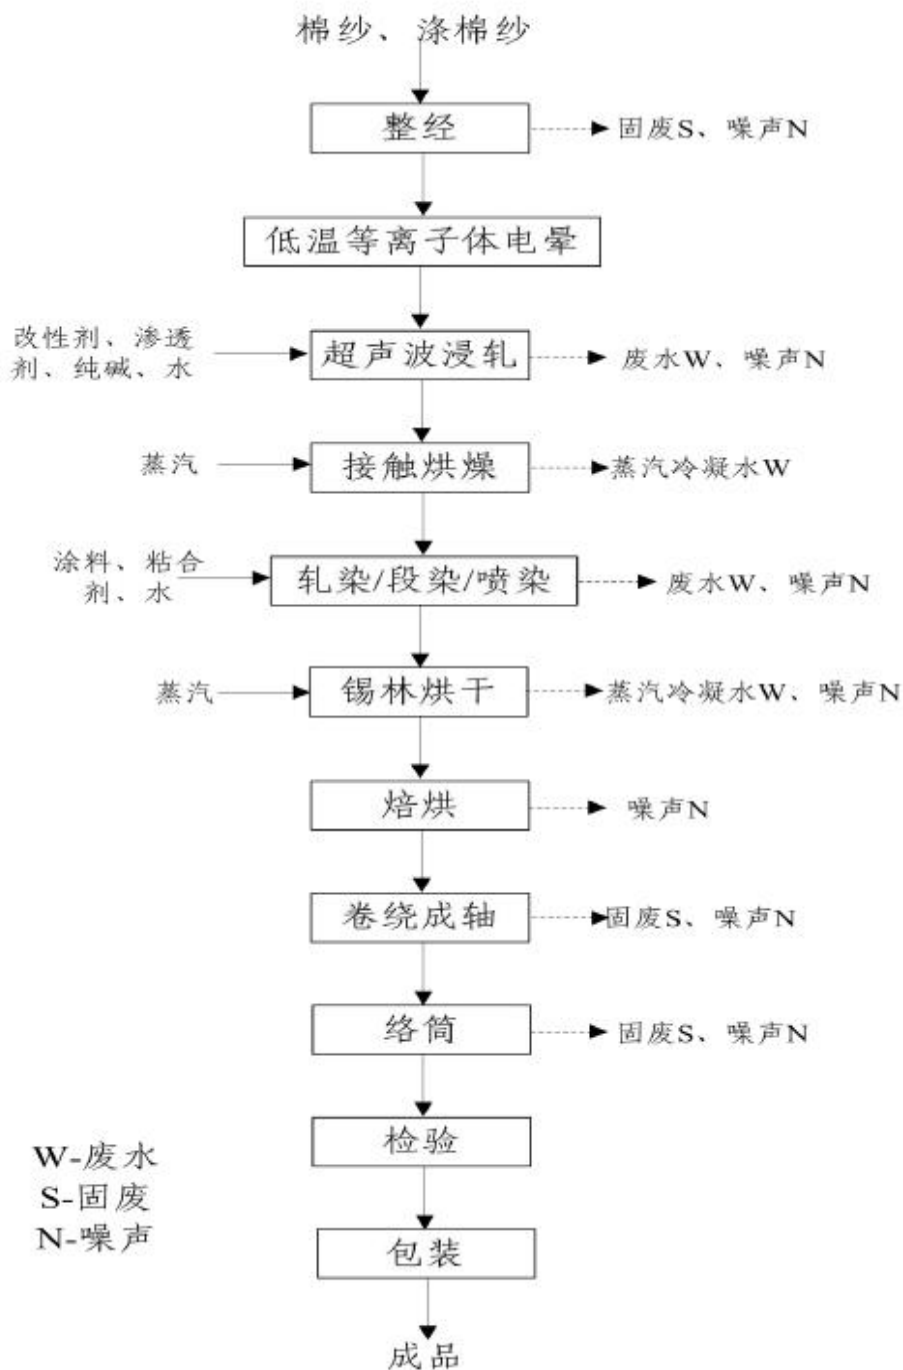 棉纱、涤棉纱
整经
固废S、噪声N
低温等离子体电晕
改性剂、渗透
剂、纯碱、水
超声波浸轧
废水W、噪声N
蒸汽
接触烘燥
蒸汽冷凝水W
涂料、粘合
剂、水
轧染/段染/喷染
废水W、噪声N
蒸汽
锡林烘干
蒸汽冷凝水W、噪声N
焙烘
噪声N
卷绕成轴
固废S、噪声N
络筒
固废S、噪声N
检验
W-废水
S-固废
N-噪声
包装
成品